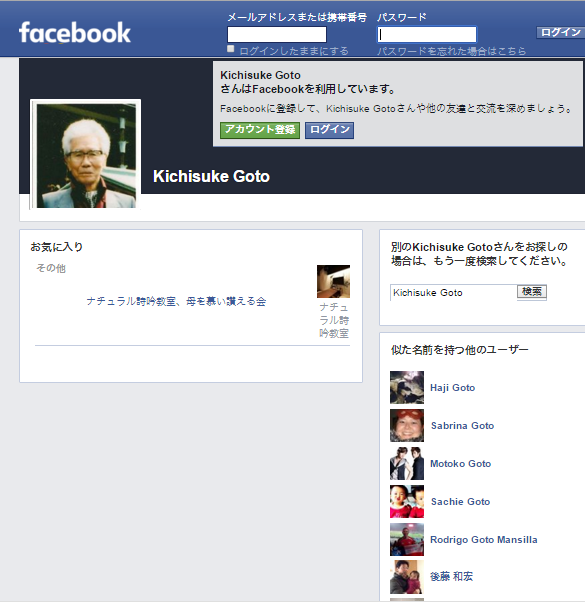 facebook
メールアドレスまたは携帯番号
パスワード
ログイン
ログインしたままにする
パスワードを忘れた場合はこちら
Kichisuke Goto
さんはFacebookを利用しています。
Facebookに登録して、Kichisuke Gotoさんや他の友達と交流を深めましょう。
アカウント登録
ログイン
Kichisuke Goto
お気に入り
その他
ナチュラル詩吟教室、母を慕い讃える会
ナチュ
ラル詩
吟教室
別のKichisuke Gotoさんをお探しの
場合は、もう一度検索してください。
Kichisuke Goto
検索
似た名前を持つ他のユーザー
Haji Goto
Sabrina Goto
Motoko Goto
Sachie Goto
Rodrigo Goto Mansilla
後藤 和宏